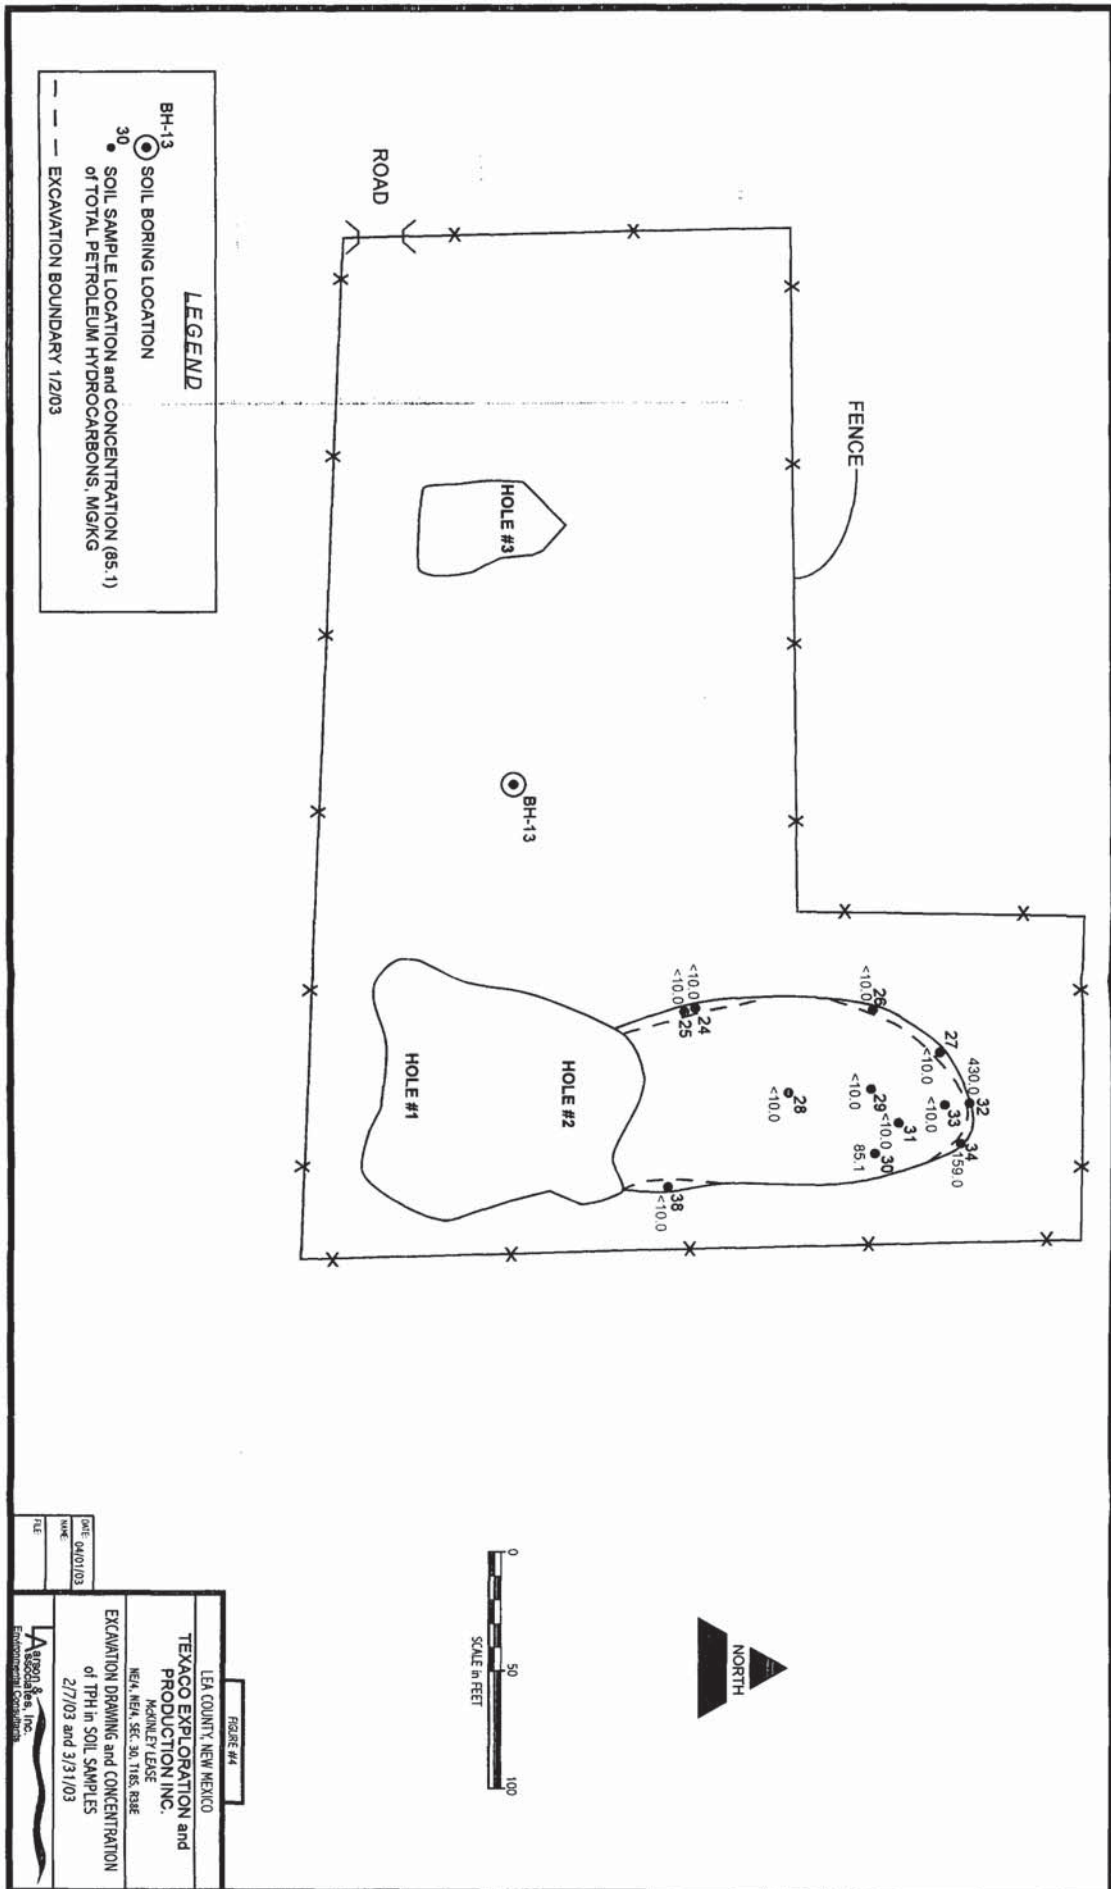 FENCE
ROAD
HOLE #3
BH-13
HOLE #1
HOLE #2
<10.0
24
<10.0
25
26
<10.0
27
<10.0
28
<10.0
29
<10.0
30
85.1
31
<10.0
32
430.0
33
<10.0
34
159.0
38
<10.0
NORTH
0 50 100
SCALE in FEET
LEGEND
BH-13
SOIL BORING LOCATION
30
SOIL SAMPLE LOCATION and CONCENTRATION (85.1)
of TOTAL PETROLEUM HYDROCARBONS, MG/KG
EXCAVATION BOUNDARY 1/2/03
FIGURE #4
LEA COUNTY, NEW MEXICO
TEXACO EXPLORATION and
PRODUCTION INC.
McKINLEY LEASE
NE/4, NE/4, SEC. 30, T18S, R38E
EXCAVATION DRAWING and CONCENTRATION
of TPH in SOIL SAMPLES
2/7/03 and 3/31/03
DATE: 04/01/03
NAME:
FILE:
Larson &
Associates, Inc.
Environmental Consultants